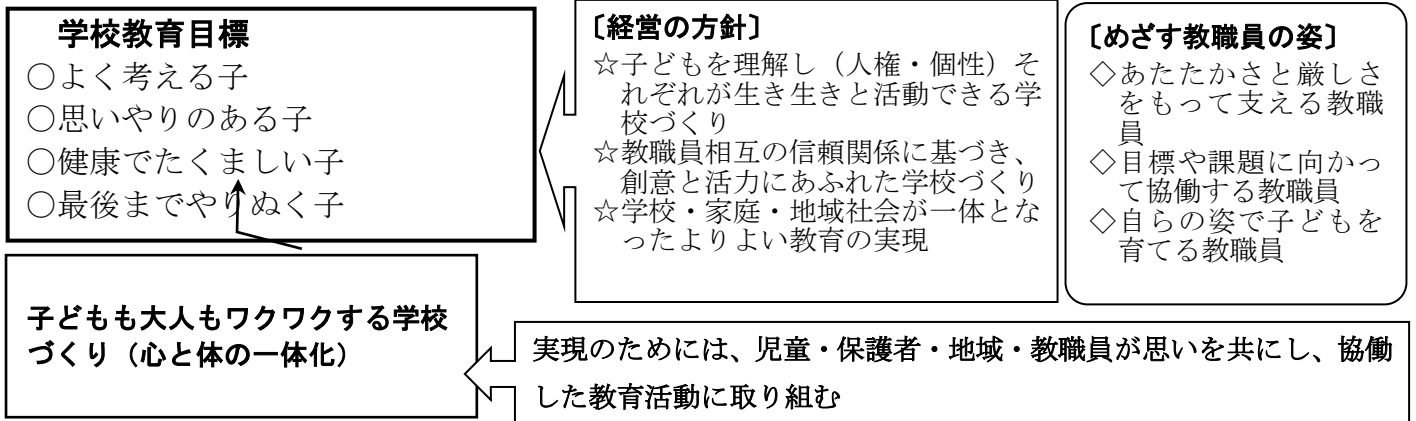 学校教育目標
○よく考える子
○思いやりのある子
○健康でたくましい子
○最後までやりぬく子
〔経営の方針〕
☆子どもを理解し（人権・個性）そ
れぞれが生き生きと活動できる学
校づくり
☆教職員相互の信頼関係に基づき、
創意と活力にあふれた学校づくり
☆学校・家庭・地域社会が一体とな
ったよりよい教育の実現
〔めざす教職員の姿〕
◇あたたかさと厳しさ
をもって支える教職
員
◇目標や課題に向かっ
て協働する教職員
◇自らの姿で子どもを
育てる教職員
子どもも大人もワクワクする学校
づくり（心と体の一体化）
実現のためには、児童・保護者・地域・教職員が思いを共にし、協働
した教育活動に取り組む